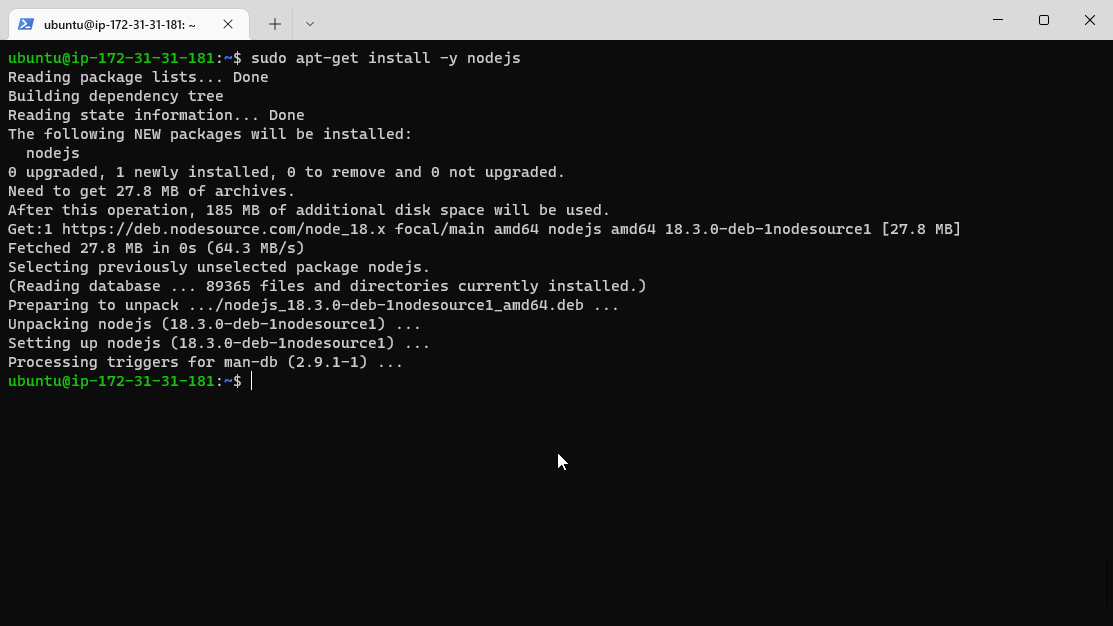 ubuntu@ip-172-31-31-181: ~
ubuntu@ip-172-31-31-181:~$ sudo apt-get install -y nodejs
Reading package lists... Done
Building dependency tree
Reading state information... Done
The following NEW packages will be installed:
  nodejs
0 upgraded, 1 newly installed, 0 to remove and 0 not upgraded.
Need to get 27.8 MB of archives.
After this operation, 185 MB of additional disk space will be used.
Get:1 https://deb.nodesource.com/node_18.x focal/main amd64 nodejs amd64 18.3.0-deb-1nodesource1 [27.8 MB]
Fetched 27.8 MB in 0s (64.3 MB/s)
Selecting previously unselected package nodejs.
(Reading database ... 89365 files and directories currently installed.)
Preparing to unpack .../nodejs_18.3.0-deb-1nodesource1_amd64.deb ...
Unpacking nodejs (18.3.0-deb-1nodesource1) ...
Setting up nodejs (18.3.0-deb-1nodesource1) ...
Processing triggers for man-db (2.9.1-1) ...
ubuntu@ip-172-31-31-181:~$